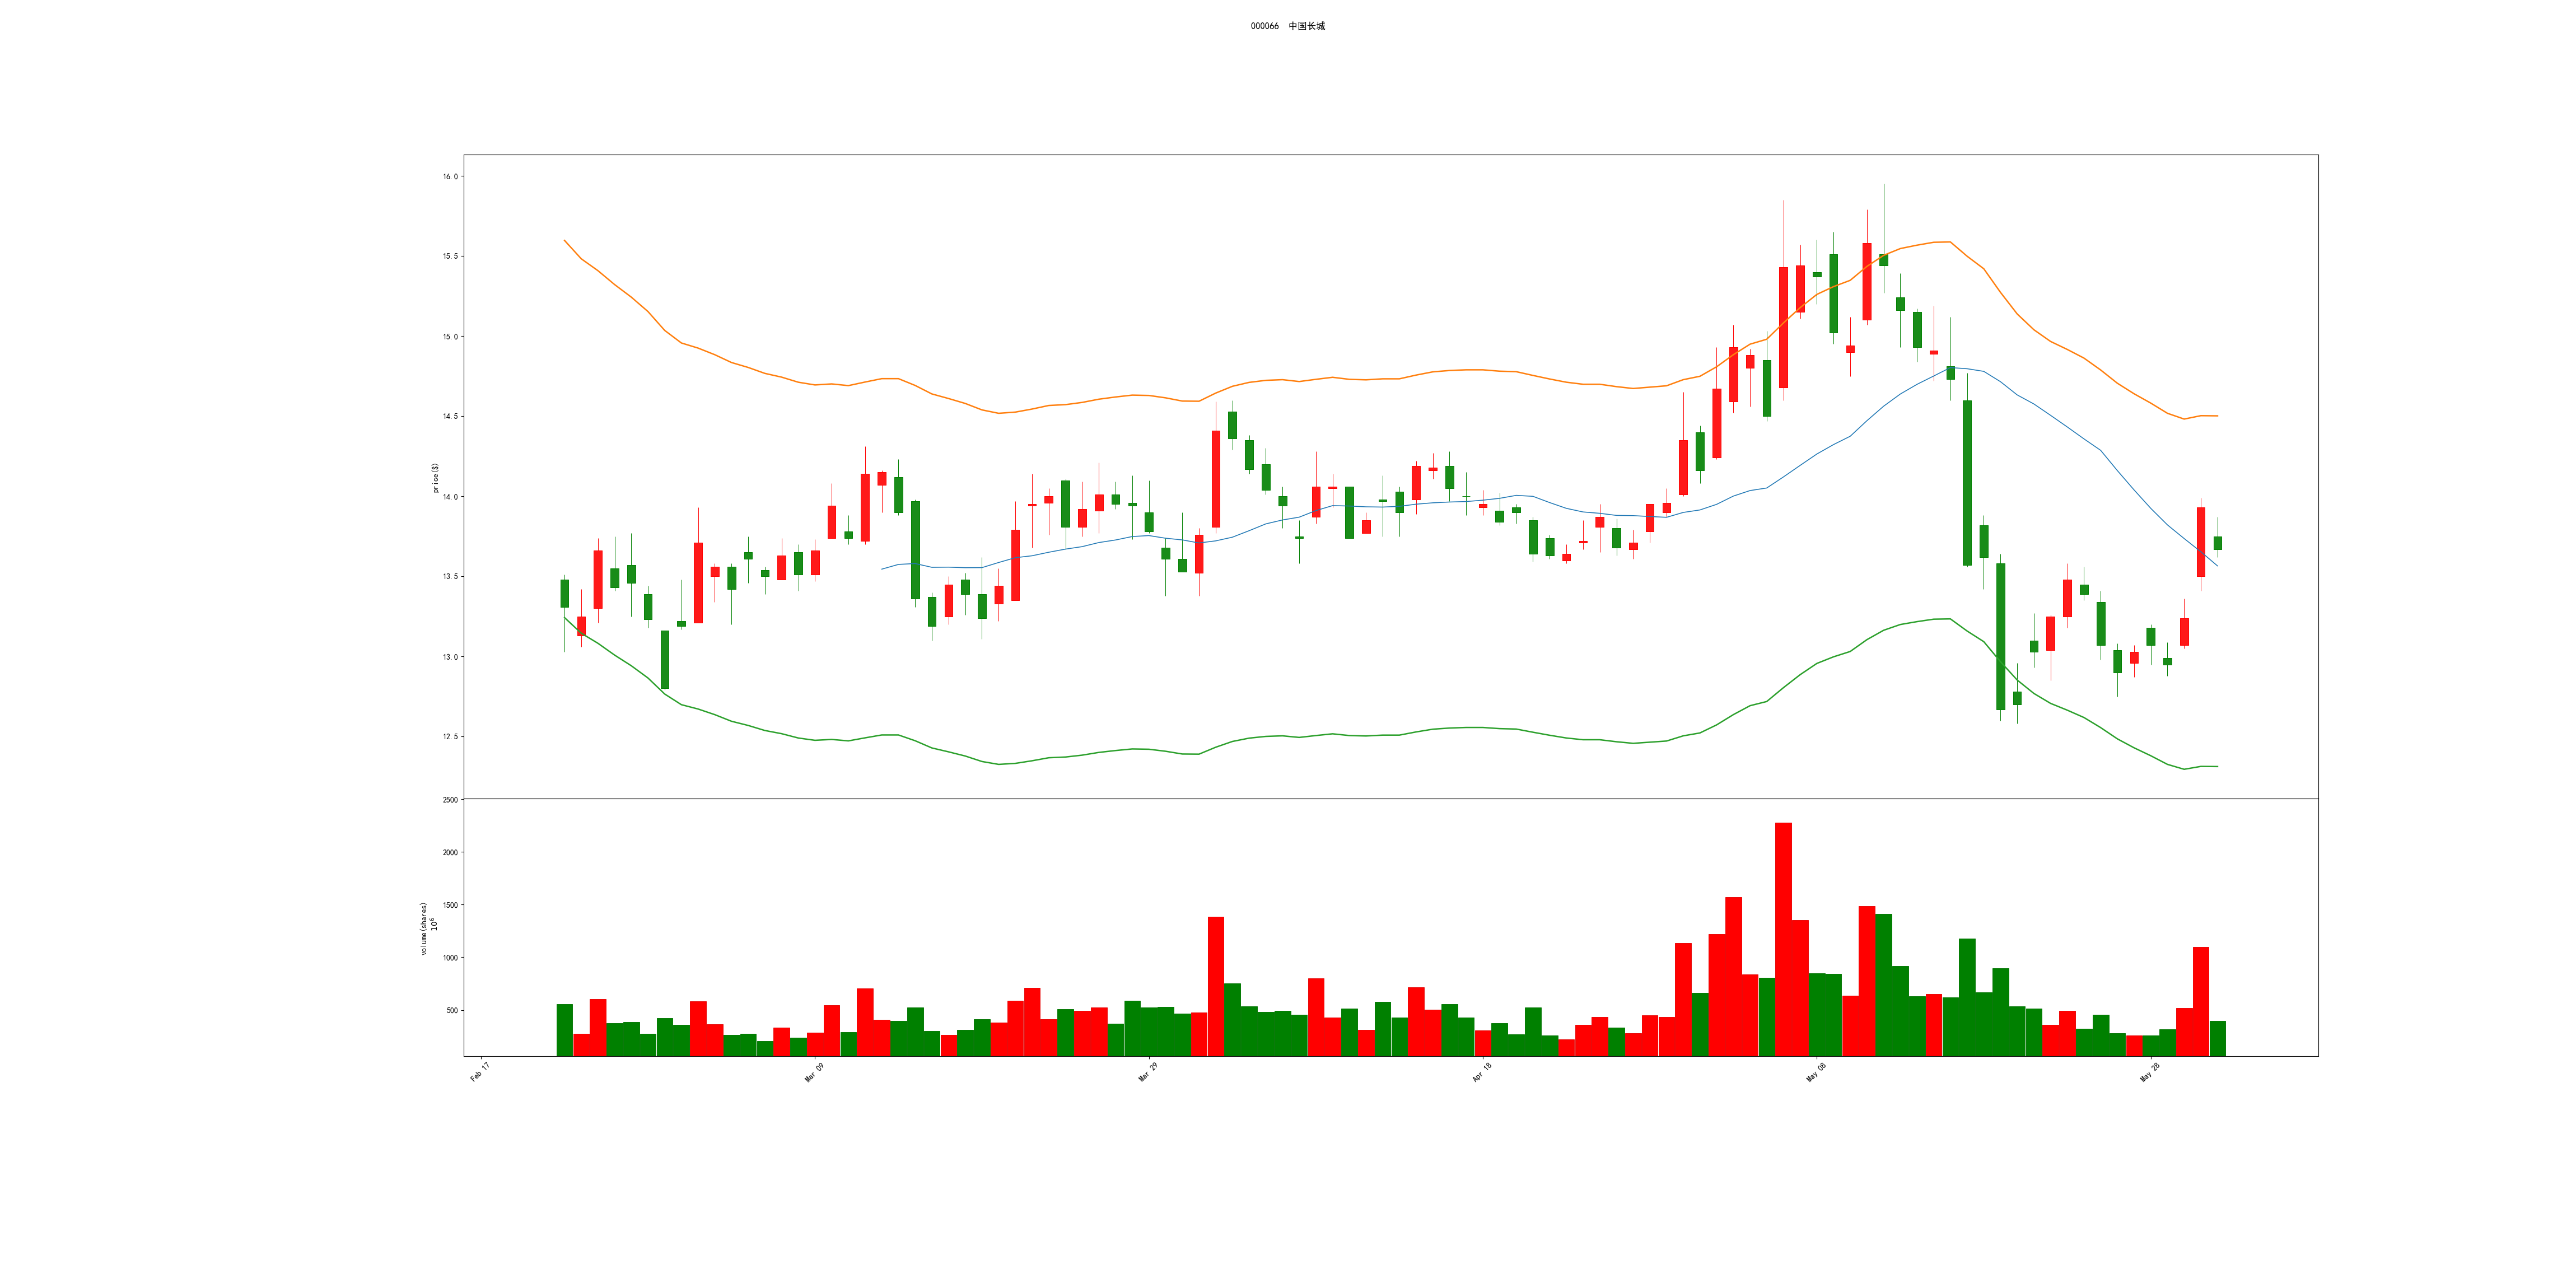 000066  中国长城
16.0
15.5
15.0
14.5
14.0
13.5
13.0
12.5
price($)
2500
2000
1500
1000
500
volume(shares)
10^6
Feb 17
Mar 09
Mar 29
Apr 18
May 08
May 28